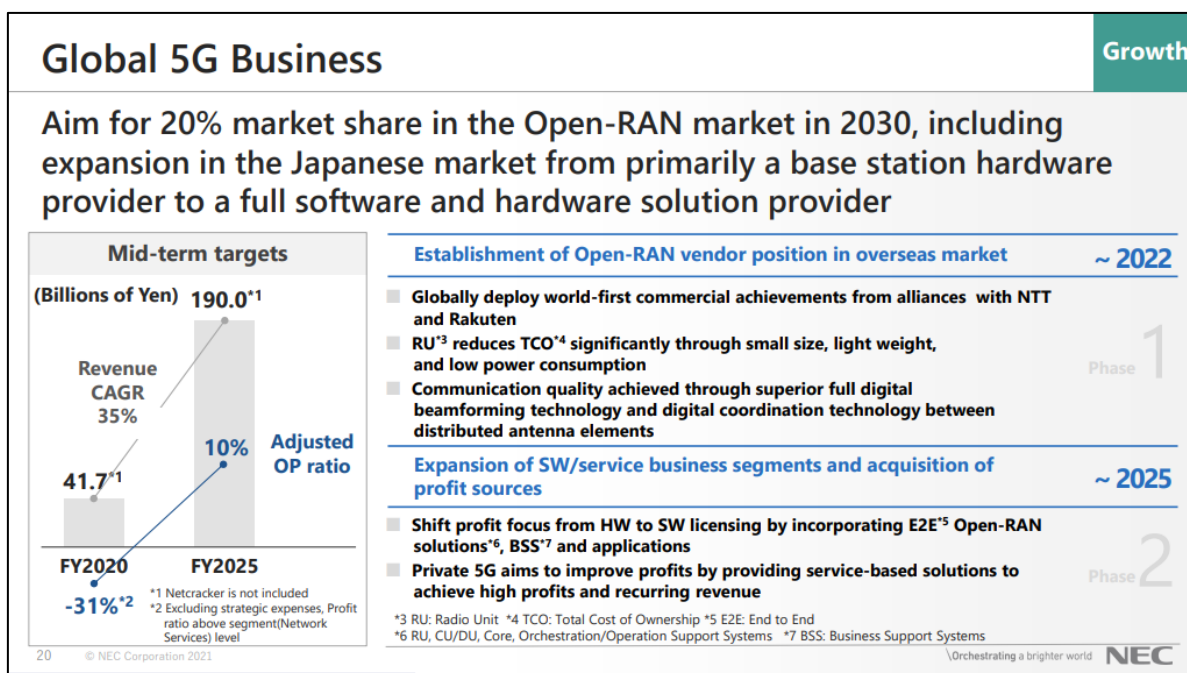 Global 5G Business
Growth
Aim for 20% market share in the Open-RAN market in 2030, including
expansion in the Japanese market from primarily a base station hardware
provider to a full software and hardware solution provider
Mid-term targets
(Billions of Yen)
190.0*1
Revenue
CAGR
35%
10%
Adjusted
OP ratio
41.7*1
FY2020
FY2025
-31%*2
*1 Netcracker is not included
*2 Excluding strategic expenses, Profit
ratio above segment(Network
Services) level
Establishment of Open-RAN vendor position in overseas market
~ 2022
Globally deploy world-first commercial achievements from alliances with NTT
and Rakuten
RU*3 reduces TCO*4 significantly through small size, light weight,
and low power consumption
Communication quality achieved through superior full digital
beamforming technology and digital coordination technology between
distributed antenna elements
Phase 1
Expansion of SW/service business segments and acquisition of
profit sources
~ 2025
Shift profit focus from HW to SW licensing by incorporating E2E*5 Open-RAN
solutions*6, BSS*7 and applications
Private 5G aims to improve profits by providing service-based solutions to
achieve high profits and recurring revenue
Phase 2
*3 RU: Radio Unit *4 TCO: Total Cost of Ownership *5 E2E: End to End
*6 RU, CU/DU, Core, Orchestration/Operation Support Systems *7 BSS: Business Support Systems
20
© NEC Corporation 2021
\Orchestrating a brighter world
NEC